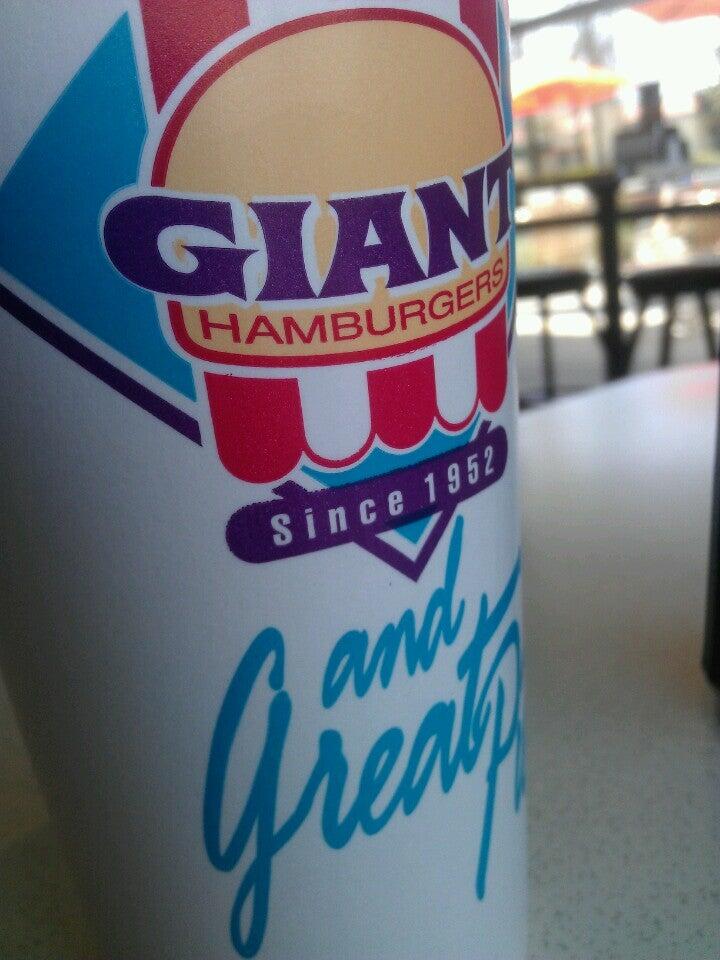 GIANT
HAMBURGERS
Since 1952
and
Great